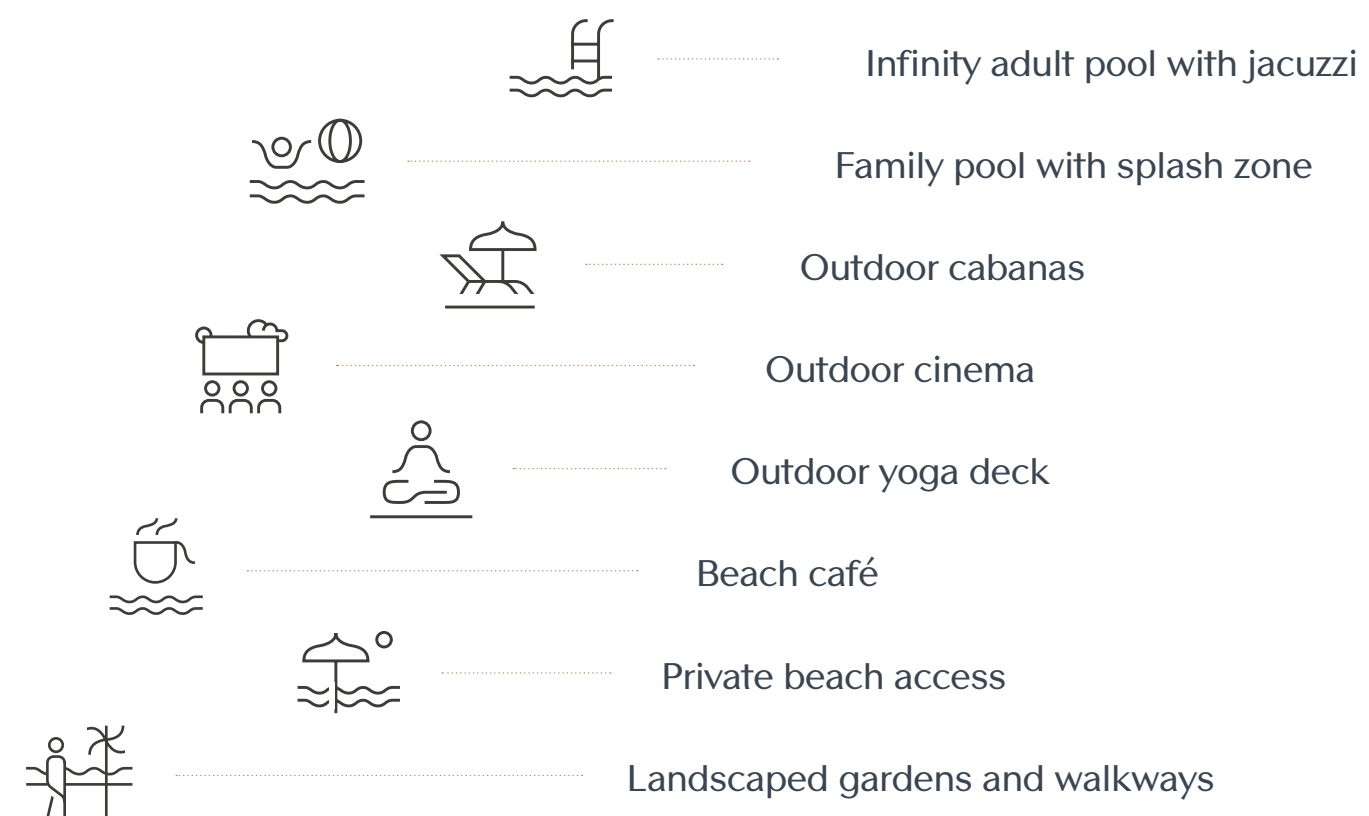 Infinity adult pool with jacuzzi
Family pool with splash zone
Outdoor cabanas
Outdoor cinema
Outdoor yoga deck
Beach café
Private beach access
Landscaped gardens and walkways